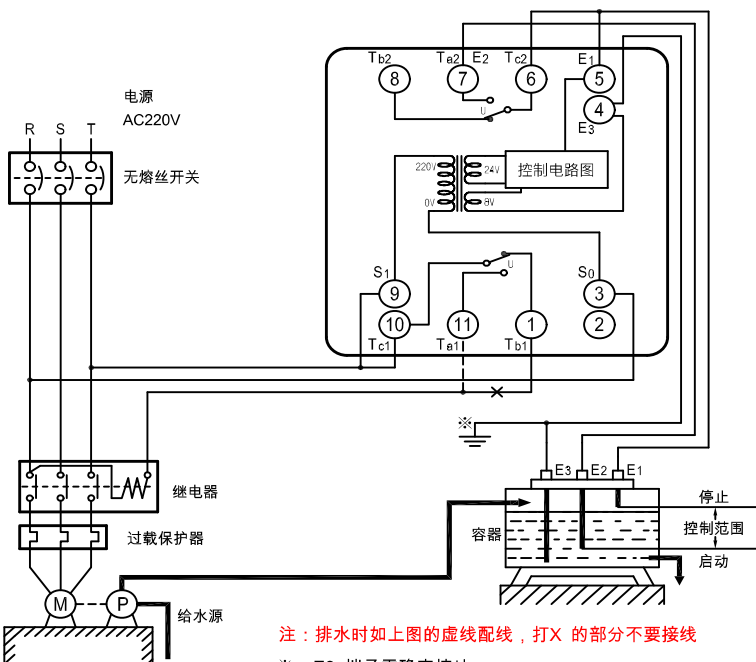 Tb2 Ta2 E2 Tc2 E1
8 7 6 5
4
E3
U
电源
AC220V
R S T
无熔丝开关
220V 24V
0V 8V
控制电路图
U
S1 S0
9 3
10 11 1 2
Tc1 Ta1 Tb1
※
E3 E2 E1
继电器
过载保护器
容器
停止
控制范围
启动
M P
给水源
注：排水时如上图的虚线配线，打X 的部分不要接线